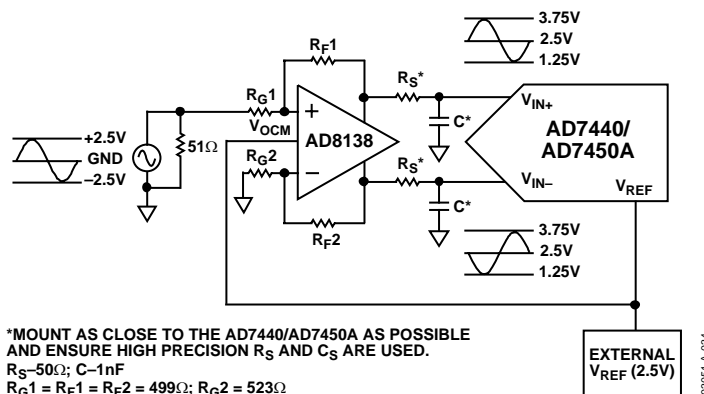 3.75V
2.5V
1.25V
RF1
RS*
RG1
VIN+
+
VOCM
C*
AD7440/
AD7450A
AD8138
+2.5V
GND
–2.5V
51Ω
RG2
–
RS*
VIN–
VREF
C*
RF2
3.75V
2.5V
1.25V
*MOUNT AS CLOSE TO THE AD7440/AD7450A AS POSSIBLE
AND ENSURE HIGH PRECISION RS AND CS ARE USED.
RS–50Ω; C–1nF
RG1 = RF1 = RF2 = 499Ω; RG2 = 523Ω
EXTERNAL
VREF (2.5V)